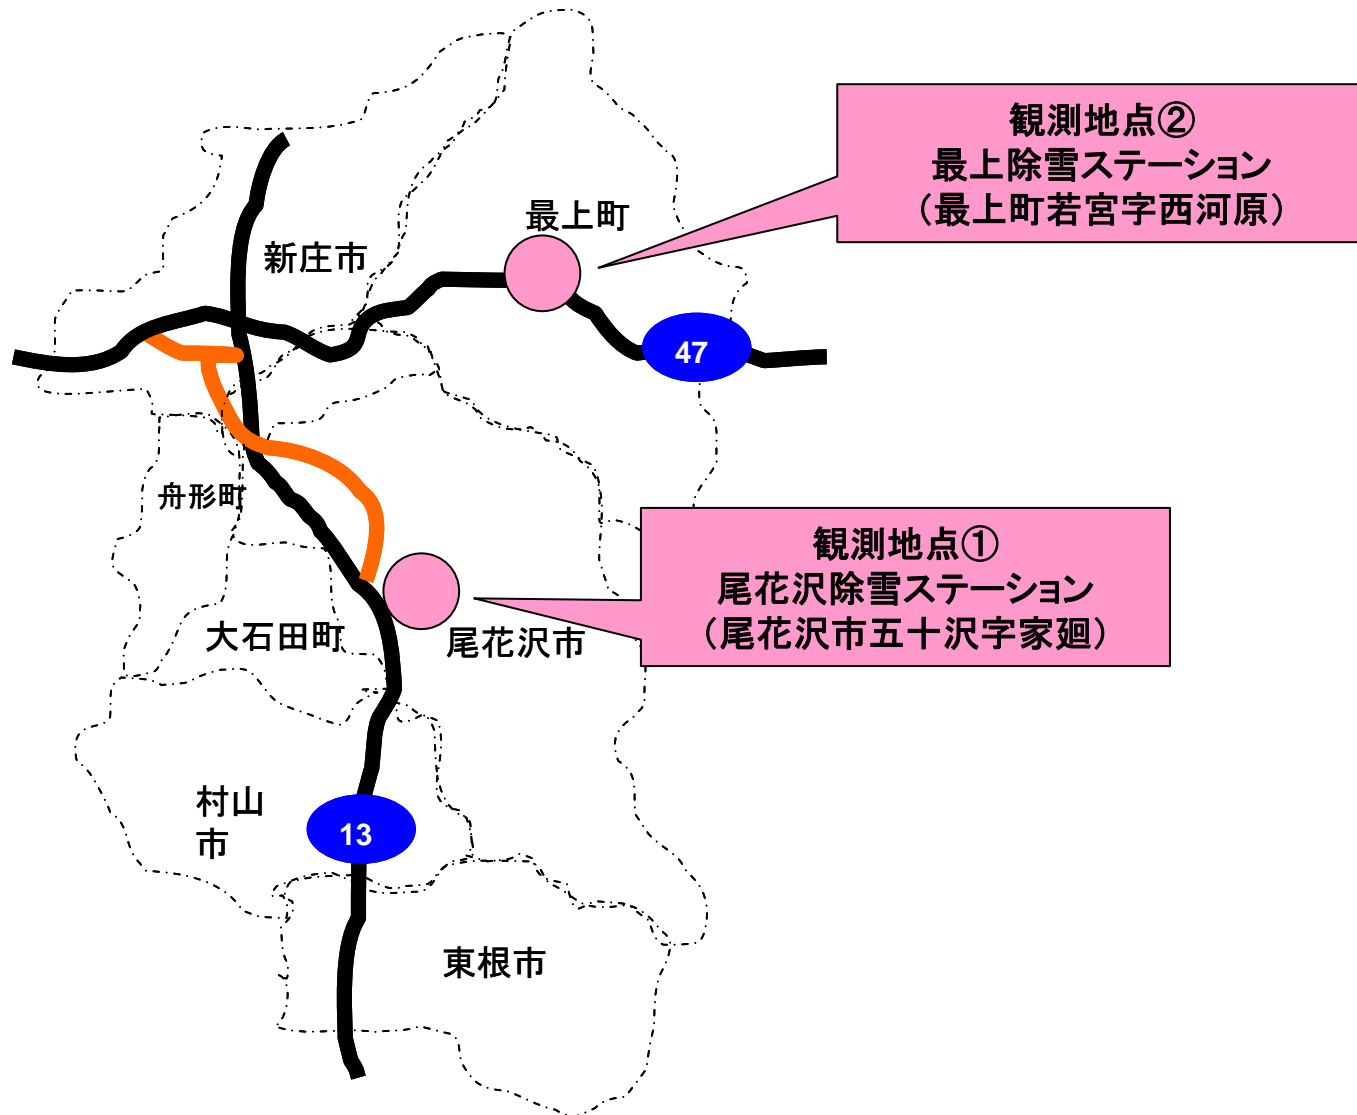 観測地点②
最上除雪ステーション
（最上町若宮字西河原）
最上町
新庄市
47
舟形町
観測地点①
尾花沢除雪ステーション
（尾花沢市五十沢字家廻）
大石田町
尾花沢市
村山
市
13
東根市